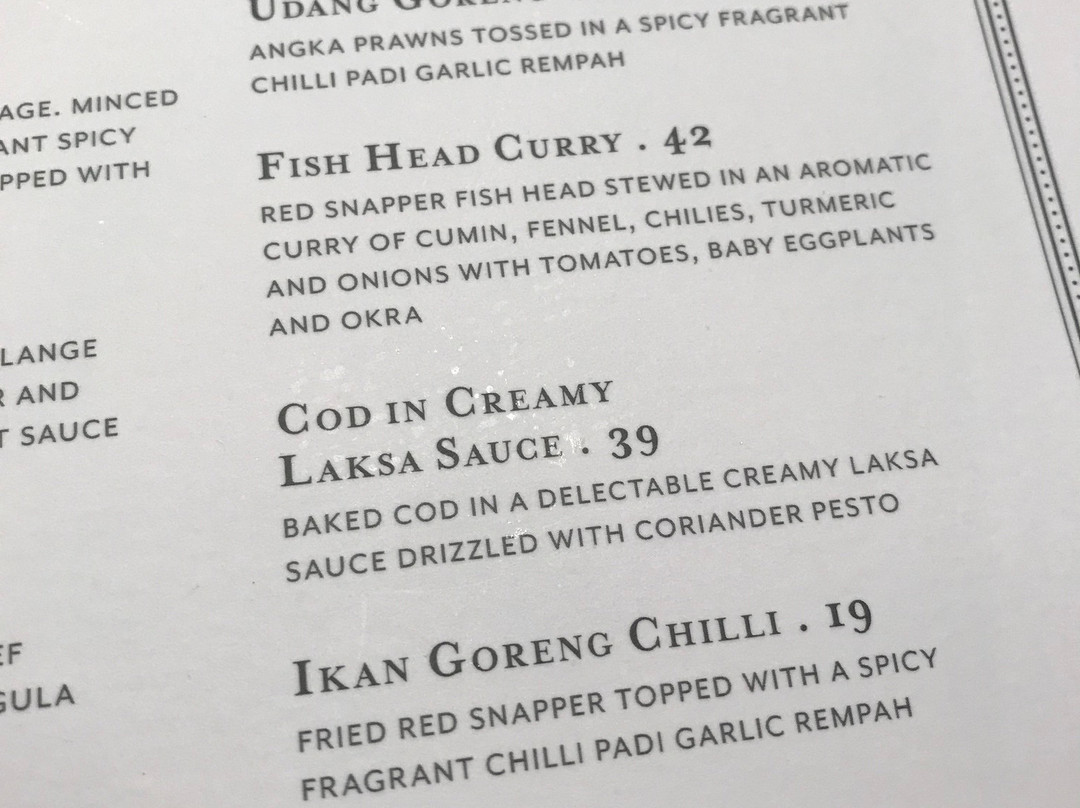 AGE. MINCED
ANT SPICY
PPED WITH
LANGE
R AND
T SAUCE
EF
GULA
UDANG GORENG
ANGKA PRAWNS TOSSED IN A SPICY FRAGRANT
CHILLI PADI GARLIC REMPAH
FISH HEAD CURRY . 42
RED SNAPPER FISH HEAD STEWED IN AN AROMATIC
CURRY OF CUMIN, FENNEL, CHILIES, TURMERIC
AND ONIONS WITH TOMATOES, BABY EGGPLANTS
AND OKRA
COD IN CREAMY
LAKSA SAUCE . 39
BAKED COD IN A DELECTABLE CREAMY LAKSA
SAUCE DRIZZLED WITH CORIANDER PESTO
IKAN GORENG CHILLI . 19
FRIED RED SNAPPER TOPPED WITH A SPICY
FRAGRANT CHILLI PADI GARLIC REMPAH